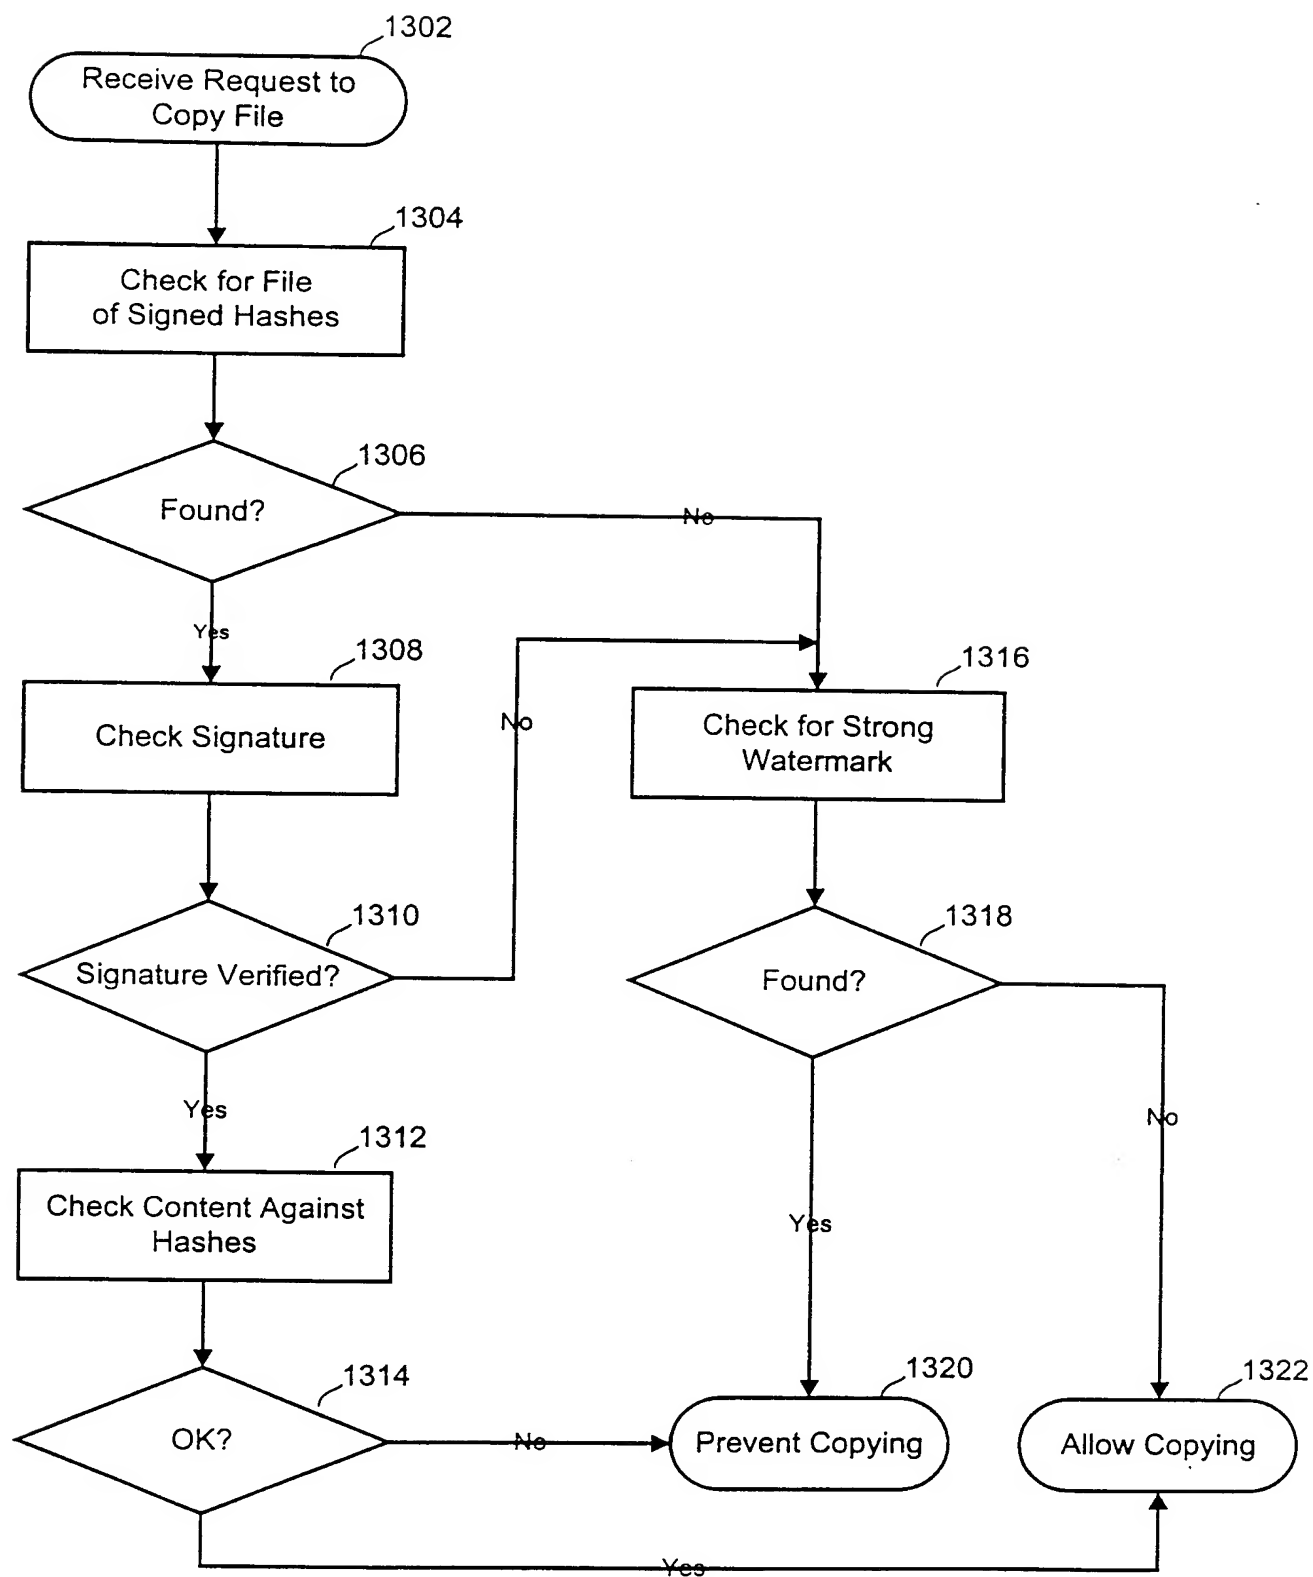 1302
Receive Request to
Copy File
1304
Check for File
of Signed Hashes
1306
Found?
No
Yes
1308
Check Signature
No
1316
Check for Strong
Watermark
1310
Signature Verified?
1318
Found?
Yes
No
1312
Check Content Against
Hashes
Yes
1314
OK?
No
1320
Prevent Copying
1322
Allow Copying
Yes